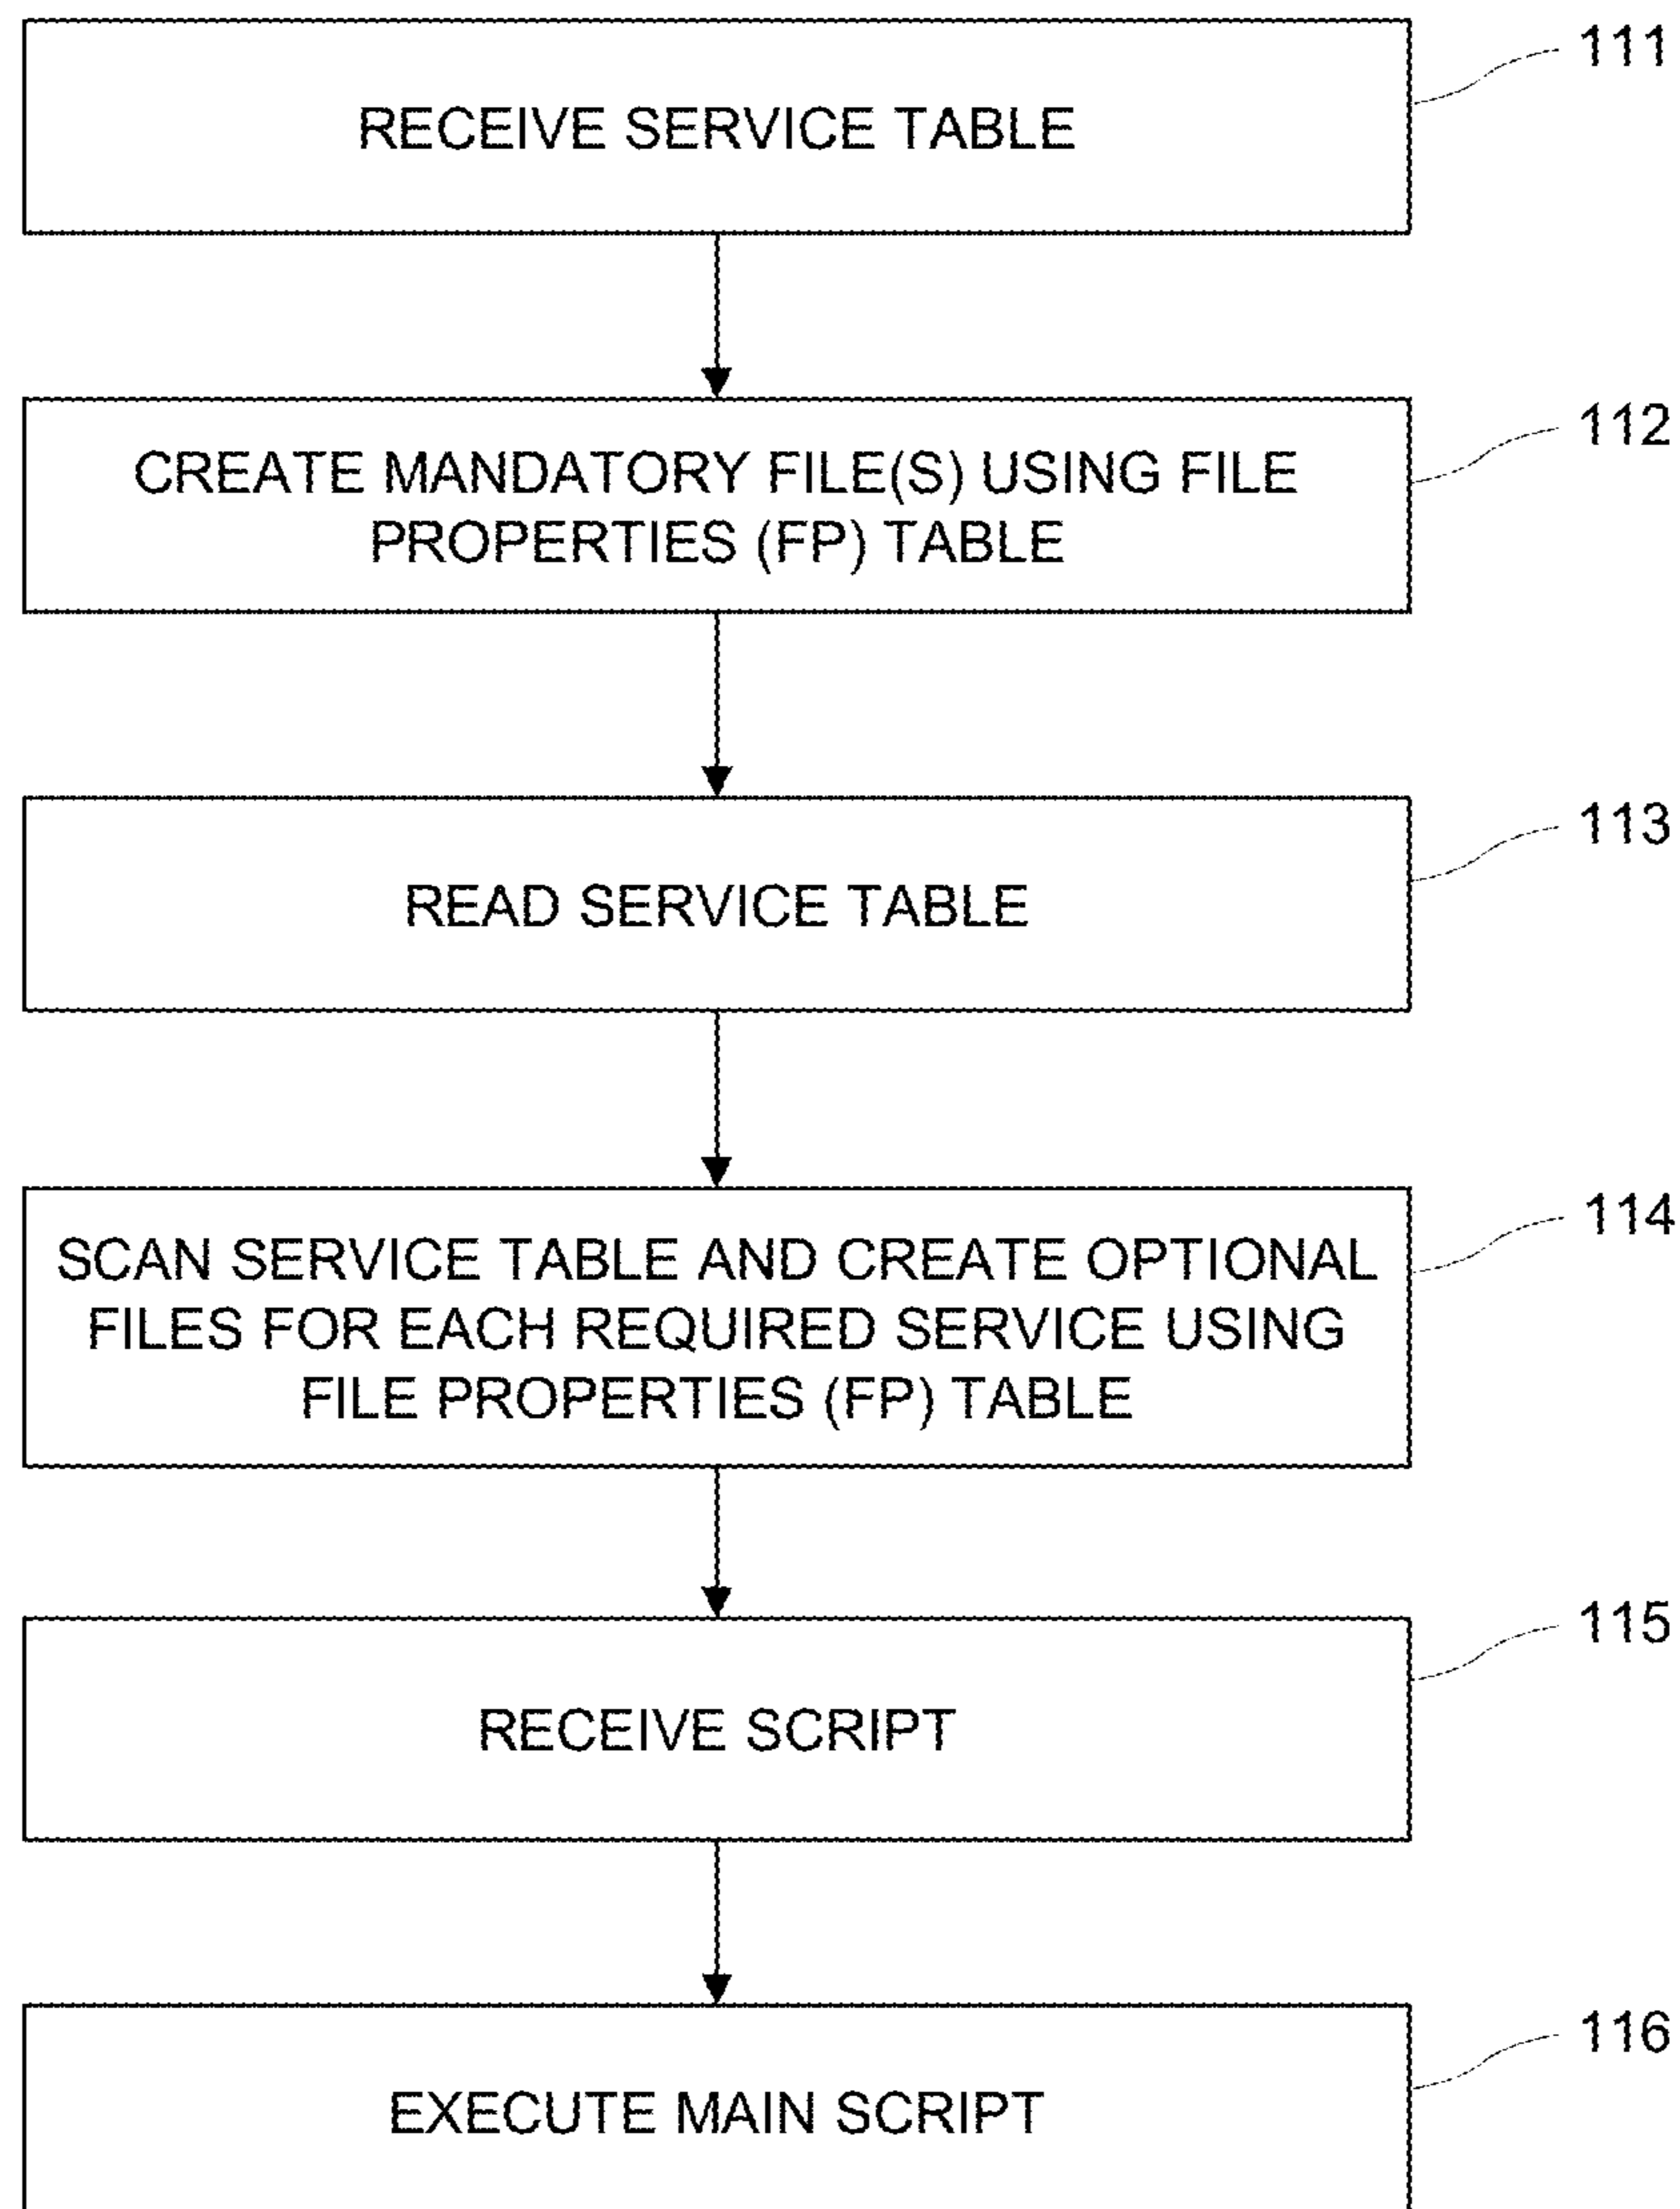 111
RECEIVE SERVICE TABLE
112
CREATE MANDATORY FILE(S) USING FILE
PROPERTIES (FP) TABLE
113
READ SERVICE TABLE
114
SCAN SERVICE TABLE AND CREATE OPTIONAL
FILES FOR EACH REQUIRED SERVICE USING
FILE PROPERTIES (FP) TABLE
115
RECEIVE SCRIPT
116
EXECUTE MAIN SCRIPT